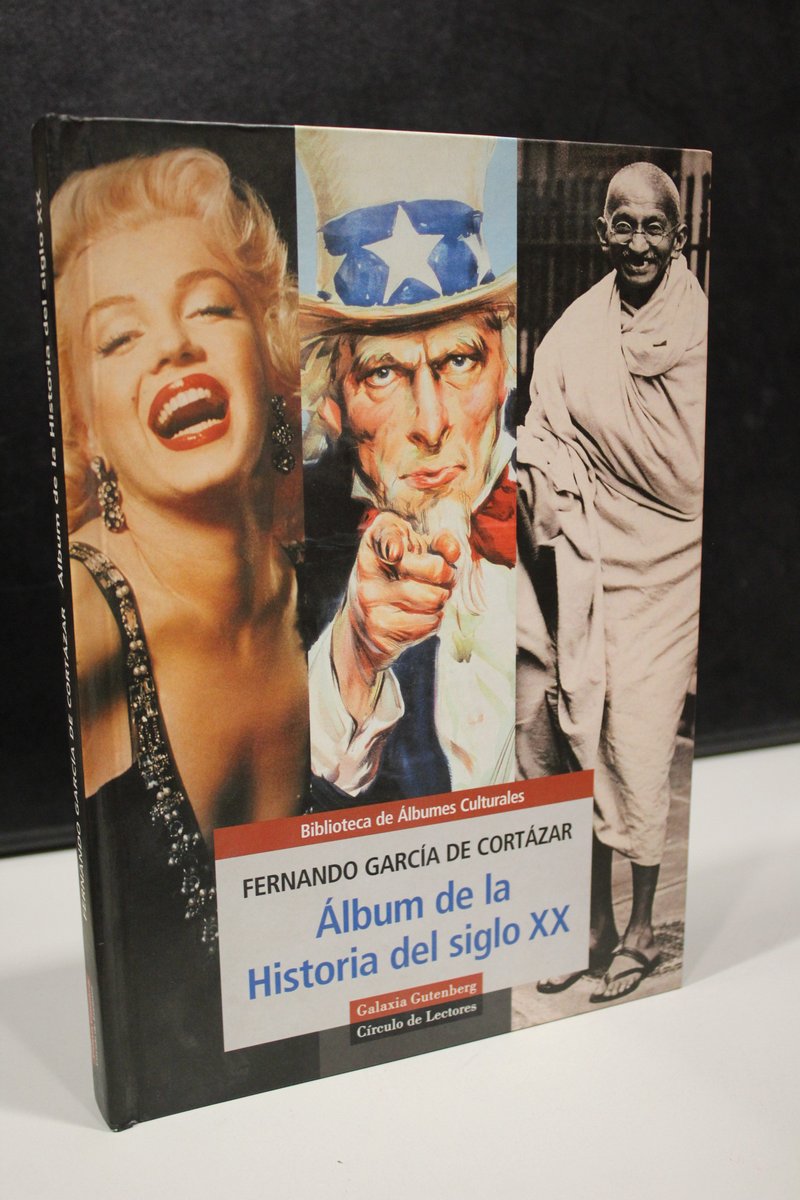 FERNANDO GARCÍA DE CORTÁZAR Álbum de la Historia del siglo XX
Biblioteca de Álbumes Culturales
FERNANDO GARCÍA DE CORTÁZAR
Álbum de la
Historia del siglo XX
Galaxia Gutenberg
Círculo de Lectores